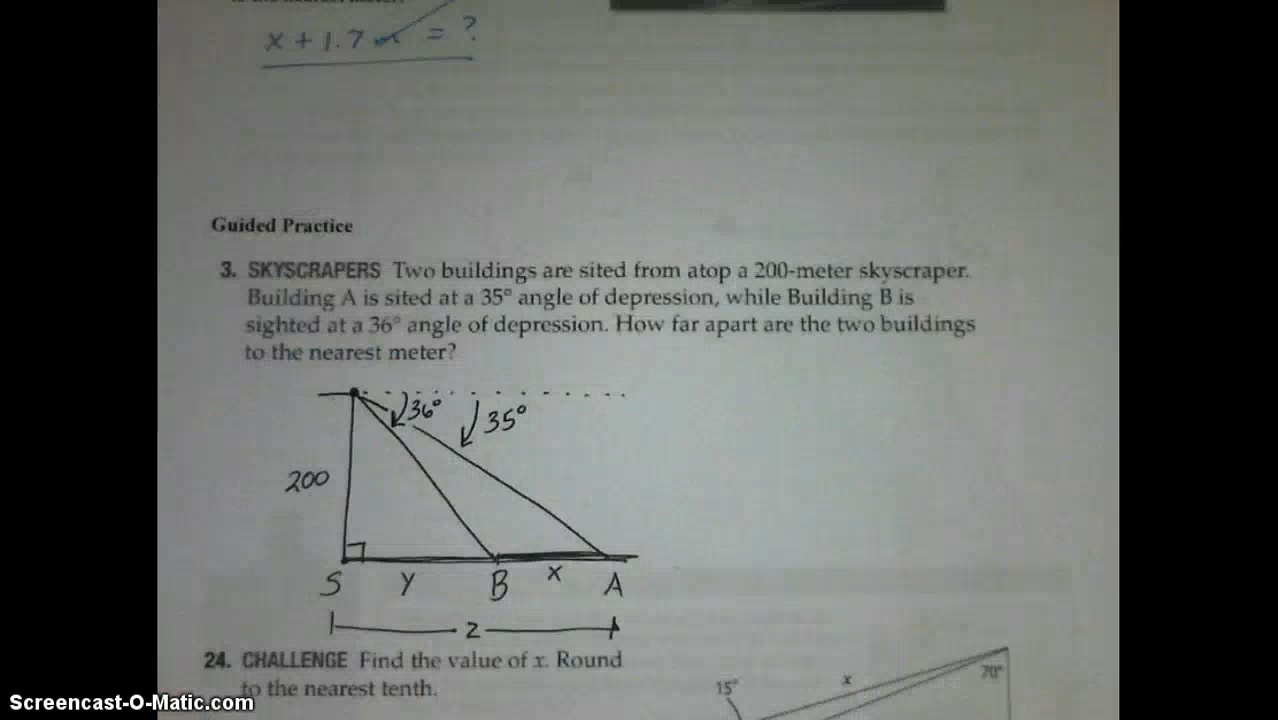 x + 1.7 = ?
Guided Practice
3. SKYSCRAPERS Two buildings are sited from atop a 200-meter skyscraper.
Building A is sited at a 35° angle of depression, while Building B is
sighted at a 36° angle of depression. How far apart are the two buildings
to the nearest meter?
36°
35°
200
S y B x A
z
24. CHALLENGE Find the value of x. Round
to the nearest tenth.
15° x 70°
Screencast-O-Matic.com